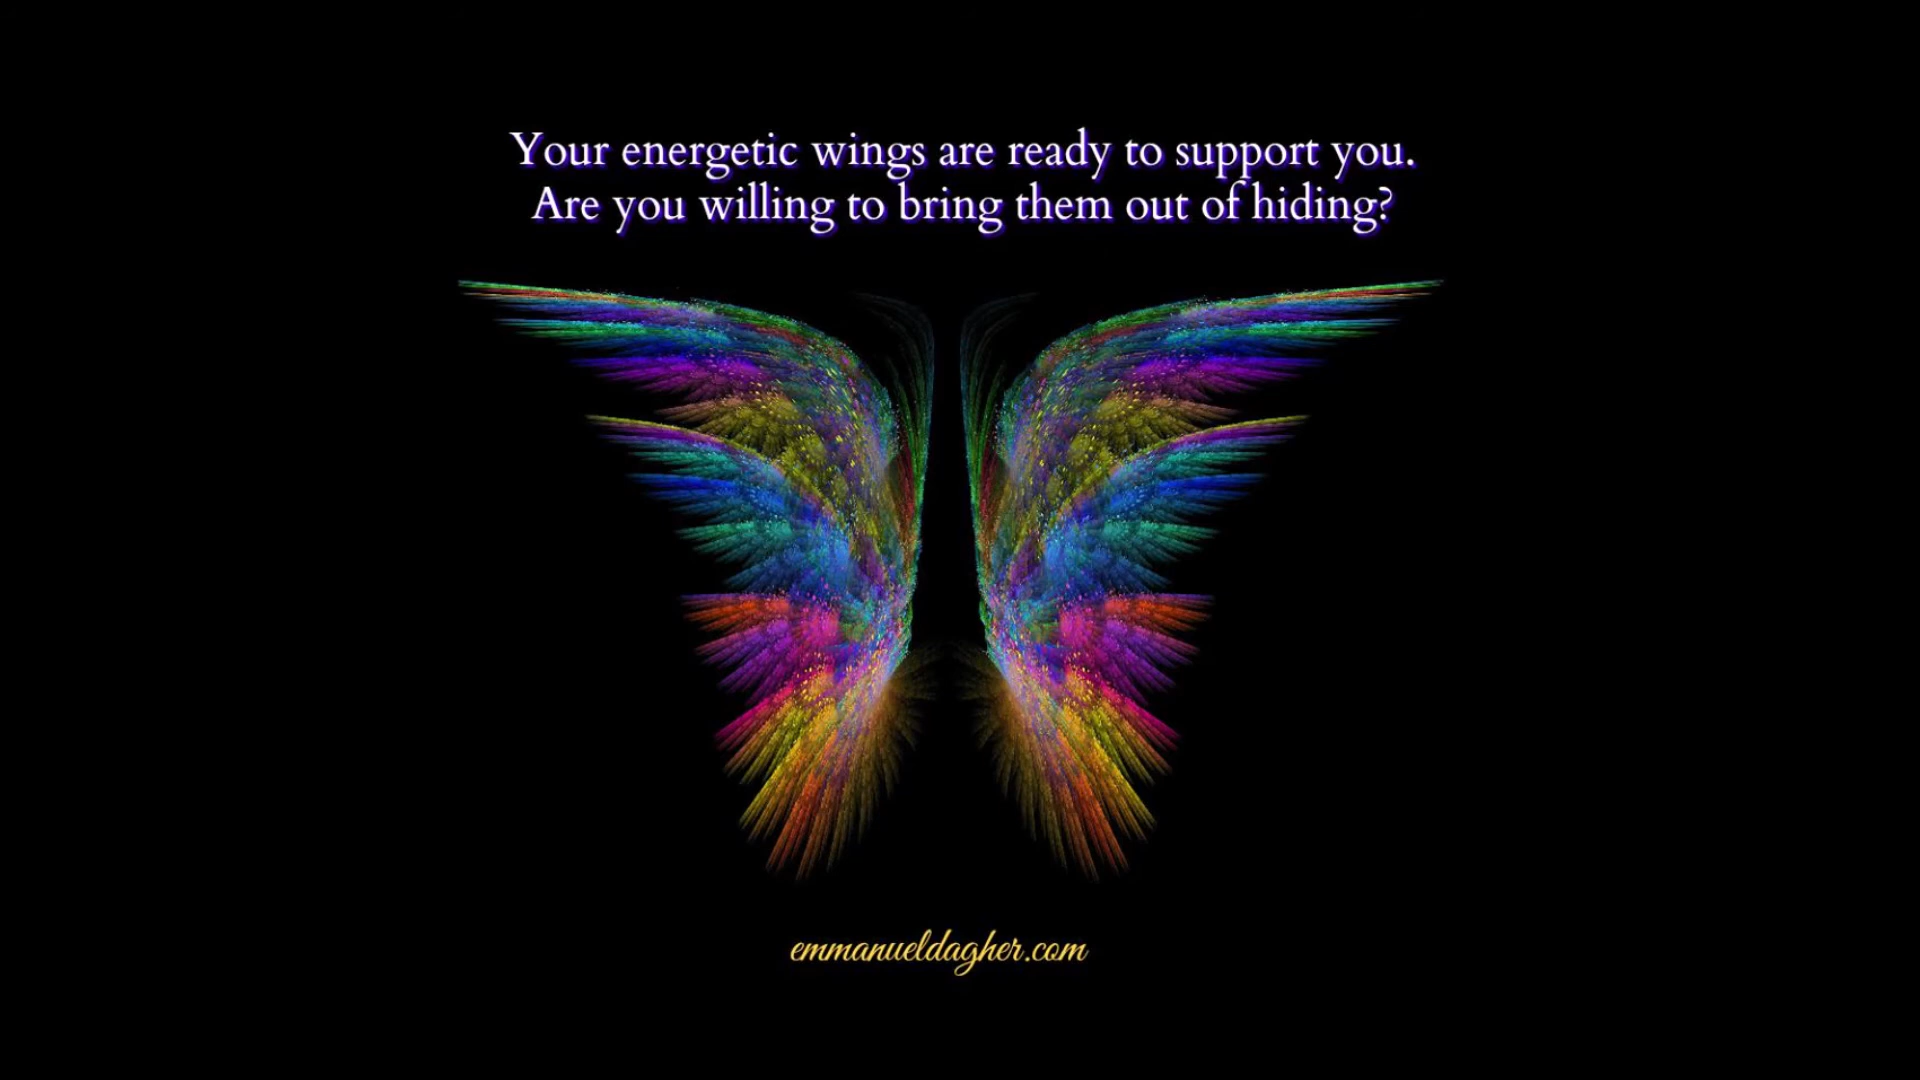 Your energetic wings are ready to support you.
Are you willing to bring them out of hiding?
emmanueldagher.com